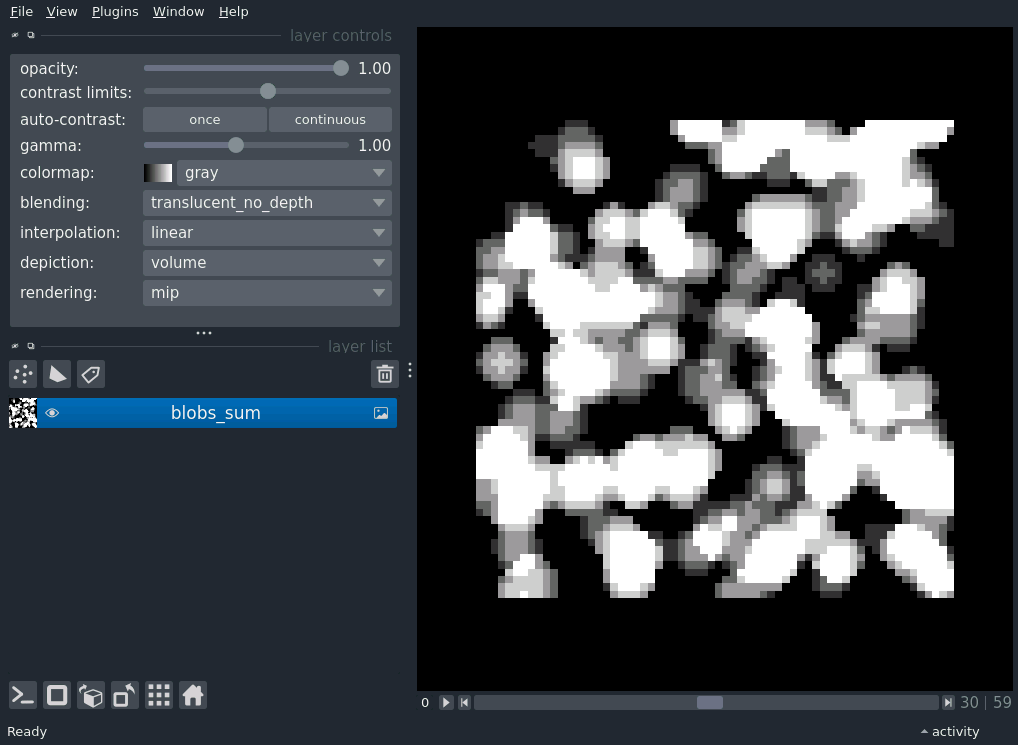 File View Plugins Window Help
layer controls
opacity: 1.00
contrast limits:
auto-contrast: once continuous
gamma: 1.00
colormap: gray
blending: translucent_no_depth
interpolation: linear
depiction: volume
rendering: mip
layer list
blobs_sum
0 30 | 59
Ready activity